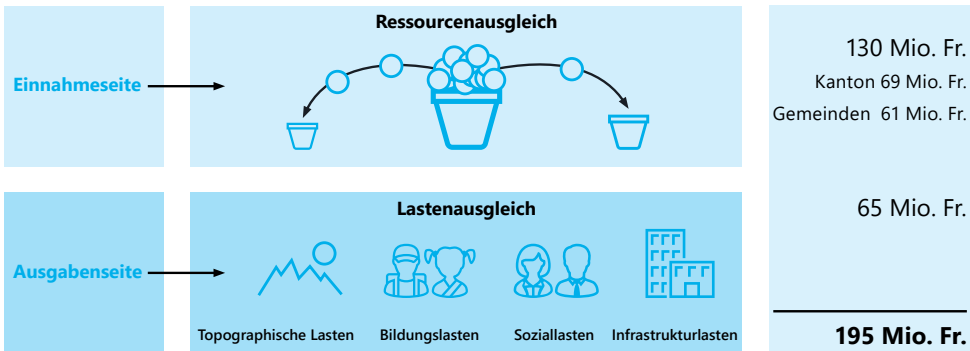 Ressourcenausgleich
Einnahmeseite
130 Mio. Fr.
Kanton 69 Mio. Fr.
Gemeinden 61 Mio. Fr.
Lastenausgleich
Ausgabenseite
65 Mio. Fr.
Topographische Lasten
Bildungslasten
Soziallasten
Infrastrukturlasten
195 Mio. Fr.